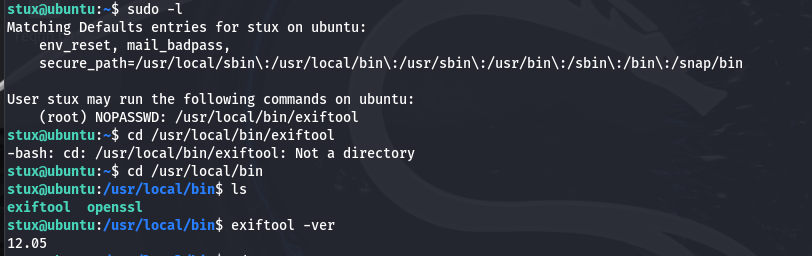 stux@ubuntu:~$ sudo -l
Matching Defaults entries for stux on ubuntu:
    env_reset, mail_badpass,
    secure_path=/usr/local/sbin\:/usr/local/bin\:/usr/sbin\:/usr/bin\:/sbin\:/bin\:/snap/bin

User stux may run the following commands on ubuntu:
    (root) NOPASSWD: /usr/local/bin/exiftool
stux@ubuntu:~$ cd /usr/local/bin/exiftool
-bash: cd: /usr/local/bin/exiftool: Not a directory
stux@ubuntu:~$ cd /usr/local/bin
stux@ubuntu:/usr/local/bin$ ls
exiftool  openssl
stux@ubuntu:/usr/local/bin$ exiftool -ver
12.05